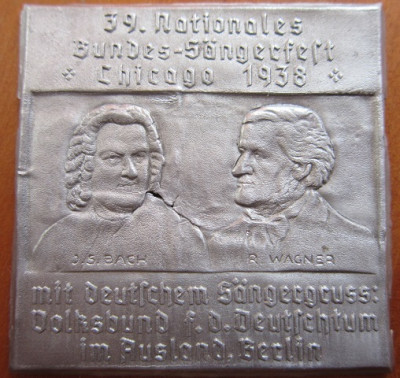 39. Nationales
Bundes-Sängerfest
Chicago 1938
J. S. BACH
R. WAGNER
mit deutschem Sängergruss:
Volksbund f. d. Deutschtum
im Ausland, Berlin